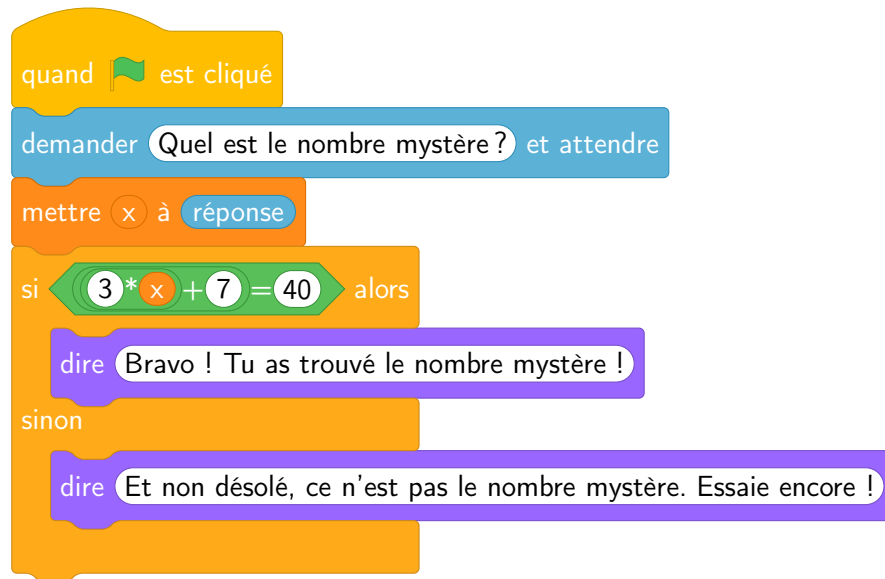 quand est cliqué
demander Quel est le nombre mystère ? et attendre
mettre x à réponse
si 3 * x + 7 = 40 alors
dire Bravo ! Tu as trouvé le nombre mystère !
sinon
dire Et non désolé, ce n'est pas le nombre mystère. Essaie encore !